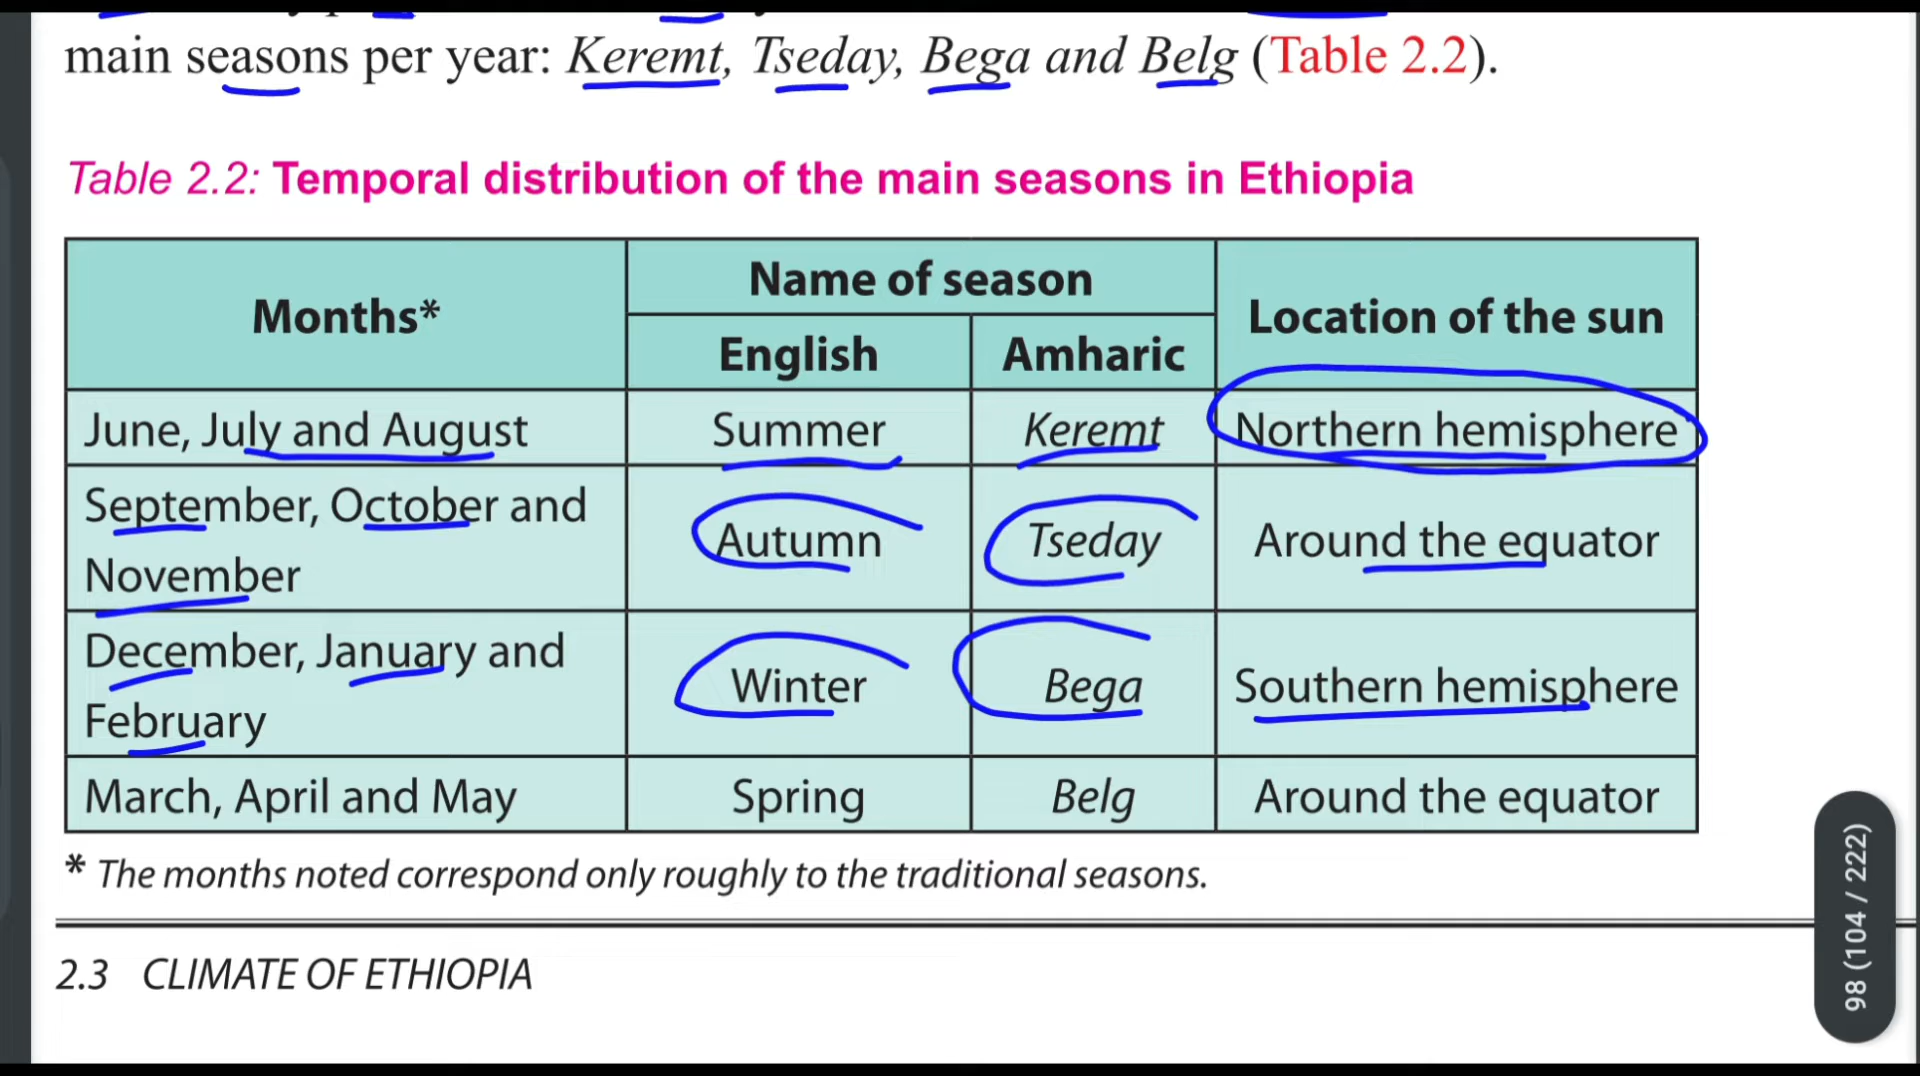 main seasons per year: Keremt, Tseday, Bega and Belg (Table 2.2).
Table 2.2: Temporal distribution of the main seasons in Ethiopia
Months*
Name of season
Location of the sun
English
Amharic
June, July and August
Summer
Keremt
Northern hemisphere
September, October and
November
Autumn
Tseday
Around the equator
December, January and
February
Winter
Bega
Southern hemisphere
March, April and May
Spring
Belg
Around the equator
* The months noted correspond only roughly to the traditional seasons.
2.3 CLIMATE OF ETHIOPIA
98 (104 / 222)